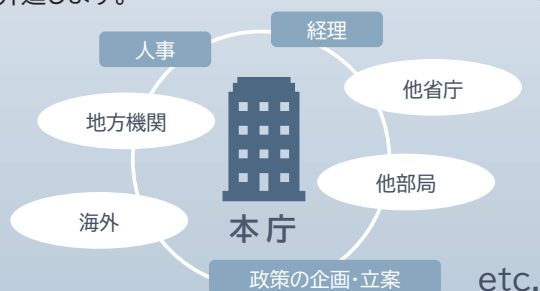 経理
人事
他省庁
地方機関
他部局
海外
本庁
政策の企画・立案
etc.